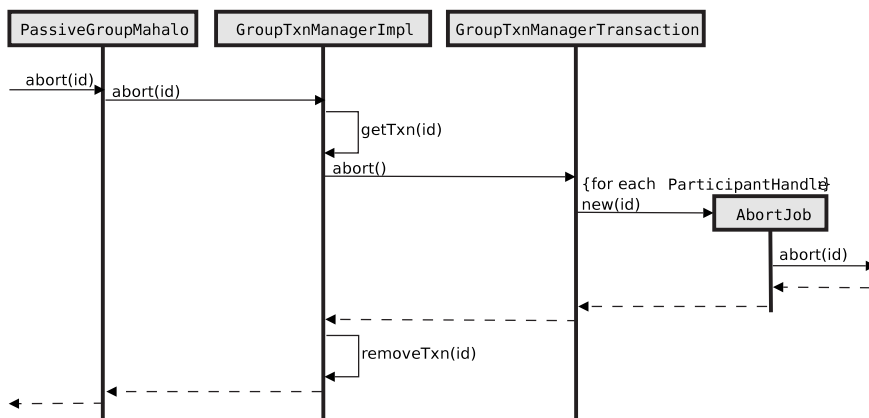 PassiveGroupMahalo
GroupTxnManagerImpl
GroupTxnManagerTransaction
abort(id)
abort(id)
getTxn(id)
abort()
{for each ParticipantHandle}
new(id)
AbortJob
abort(id)
removeTxn(id)